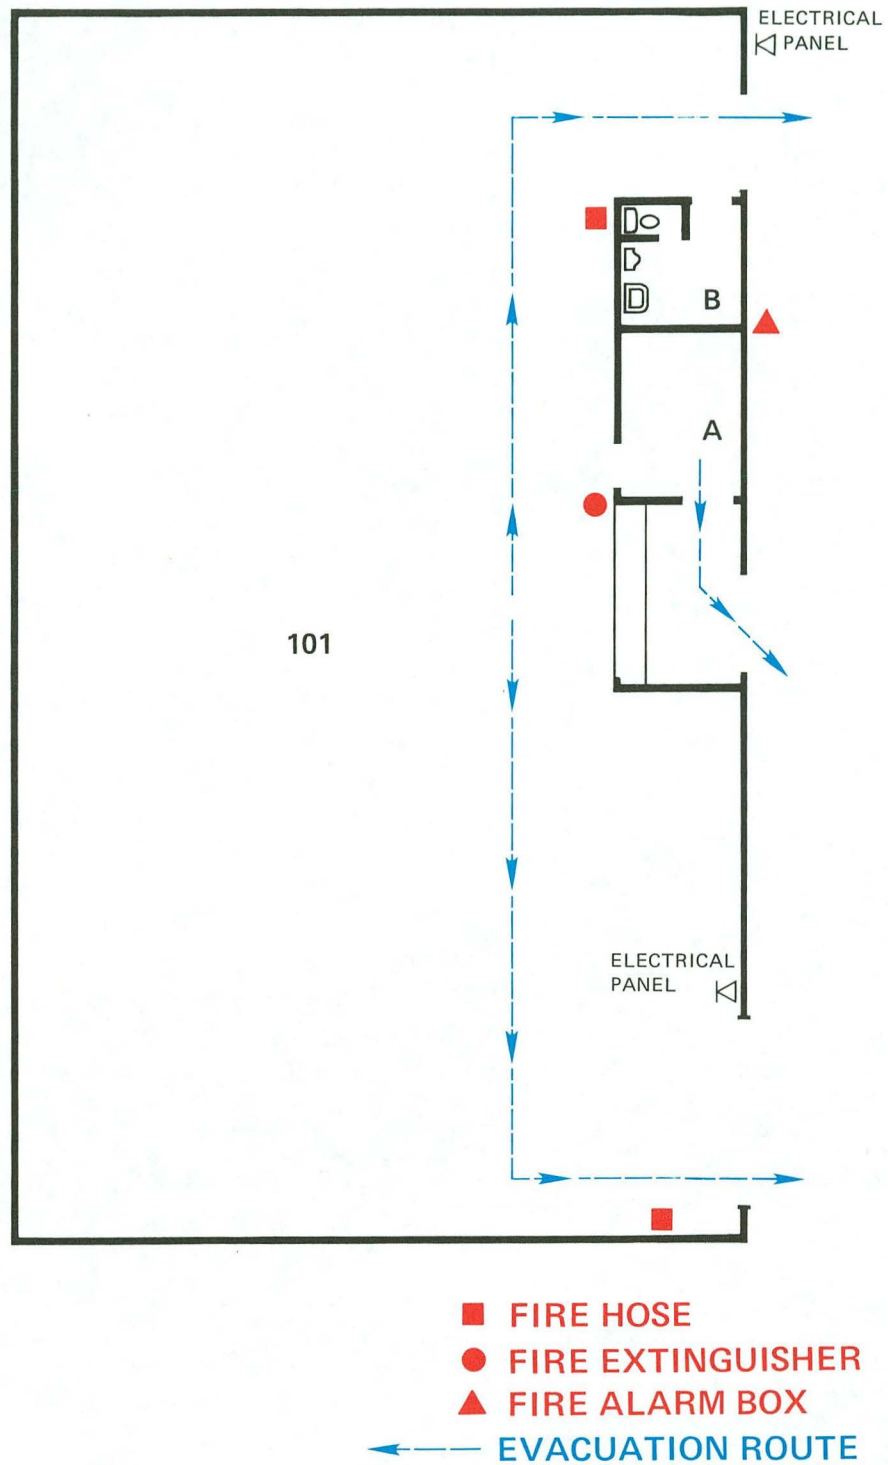 ELECTRICAL
PANEL
B
A
101
ELECTRICAL
PANEL
FIRE HOSE
FIRE EXTINGUISHER
FIRE ALARM BOX
EVACUATION ROUTE